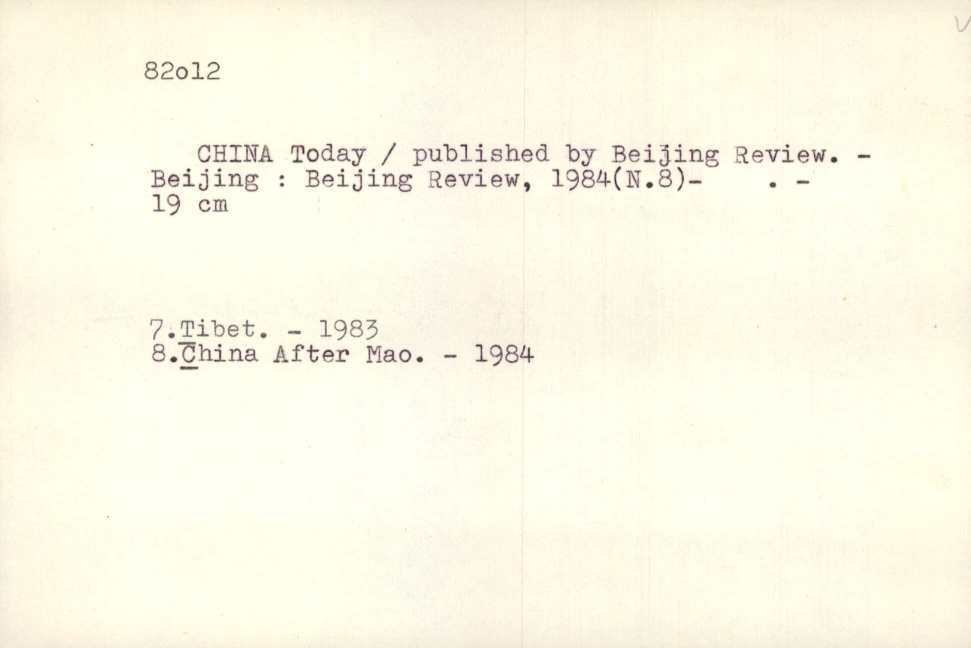 82o12
CHINA Today / published by Beijing Review. -
Beijing : Beijing Review, 1984(N.8)-    . -
19 cm
7.Tibet. - 1983
8.China After Mao. - 1984